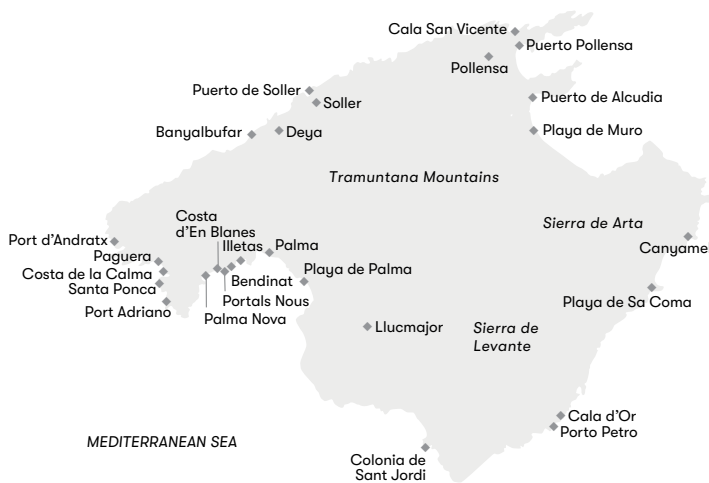 Cala San Vicente
Puerto Pollensa
Pollensa
Puerto de Soller
Soller
Puerto de Alcudia
Banyalbufar
Deya
Playa de Muro
Tramuntana Mountains
Costa
d'En Blanes
Sierra de Arta
Port d'Andratx
Illetas
Palma
Canyamel
Paguera
Costa de la Calma
Bendinat
Playa de Palma
Santa Ponca
Portals Nous
Playa de Sa Coma
Port Adriano
Palma Nova
Llucmajor
Sierra de
Levante
Cala d'Or
Porto Petro
MEDITERRANEAN SEA
Colonia de
Sant Jordi